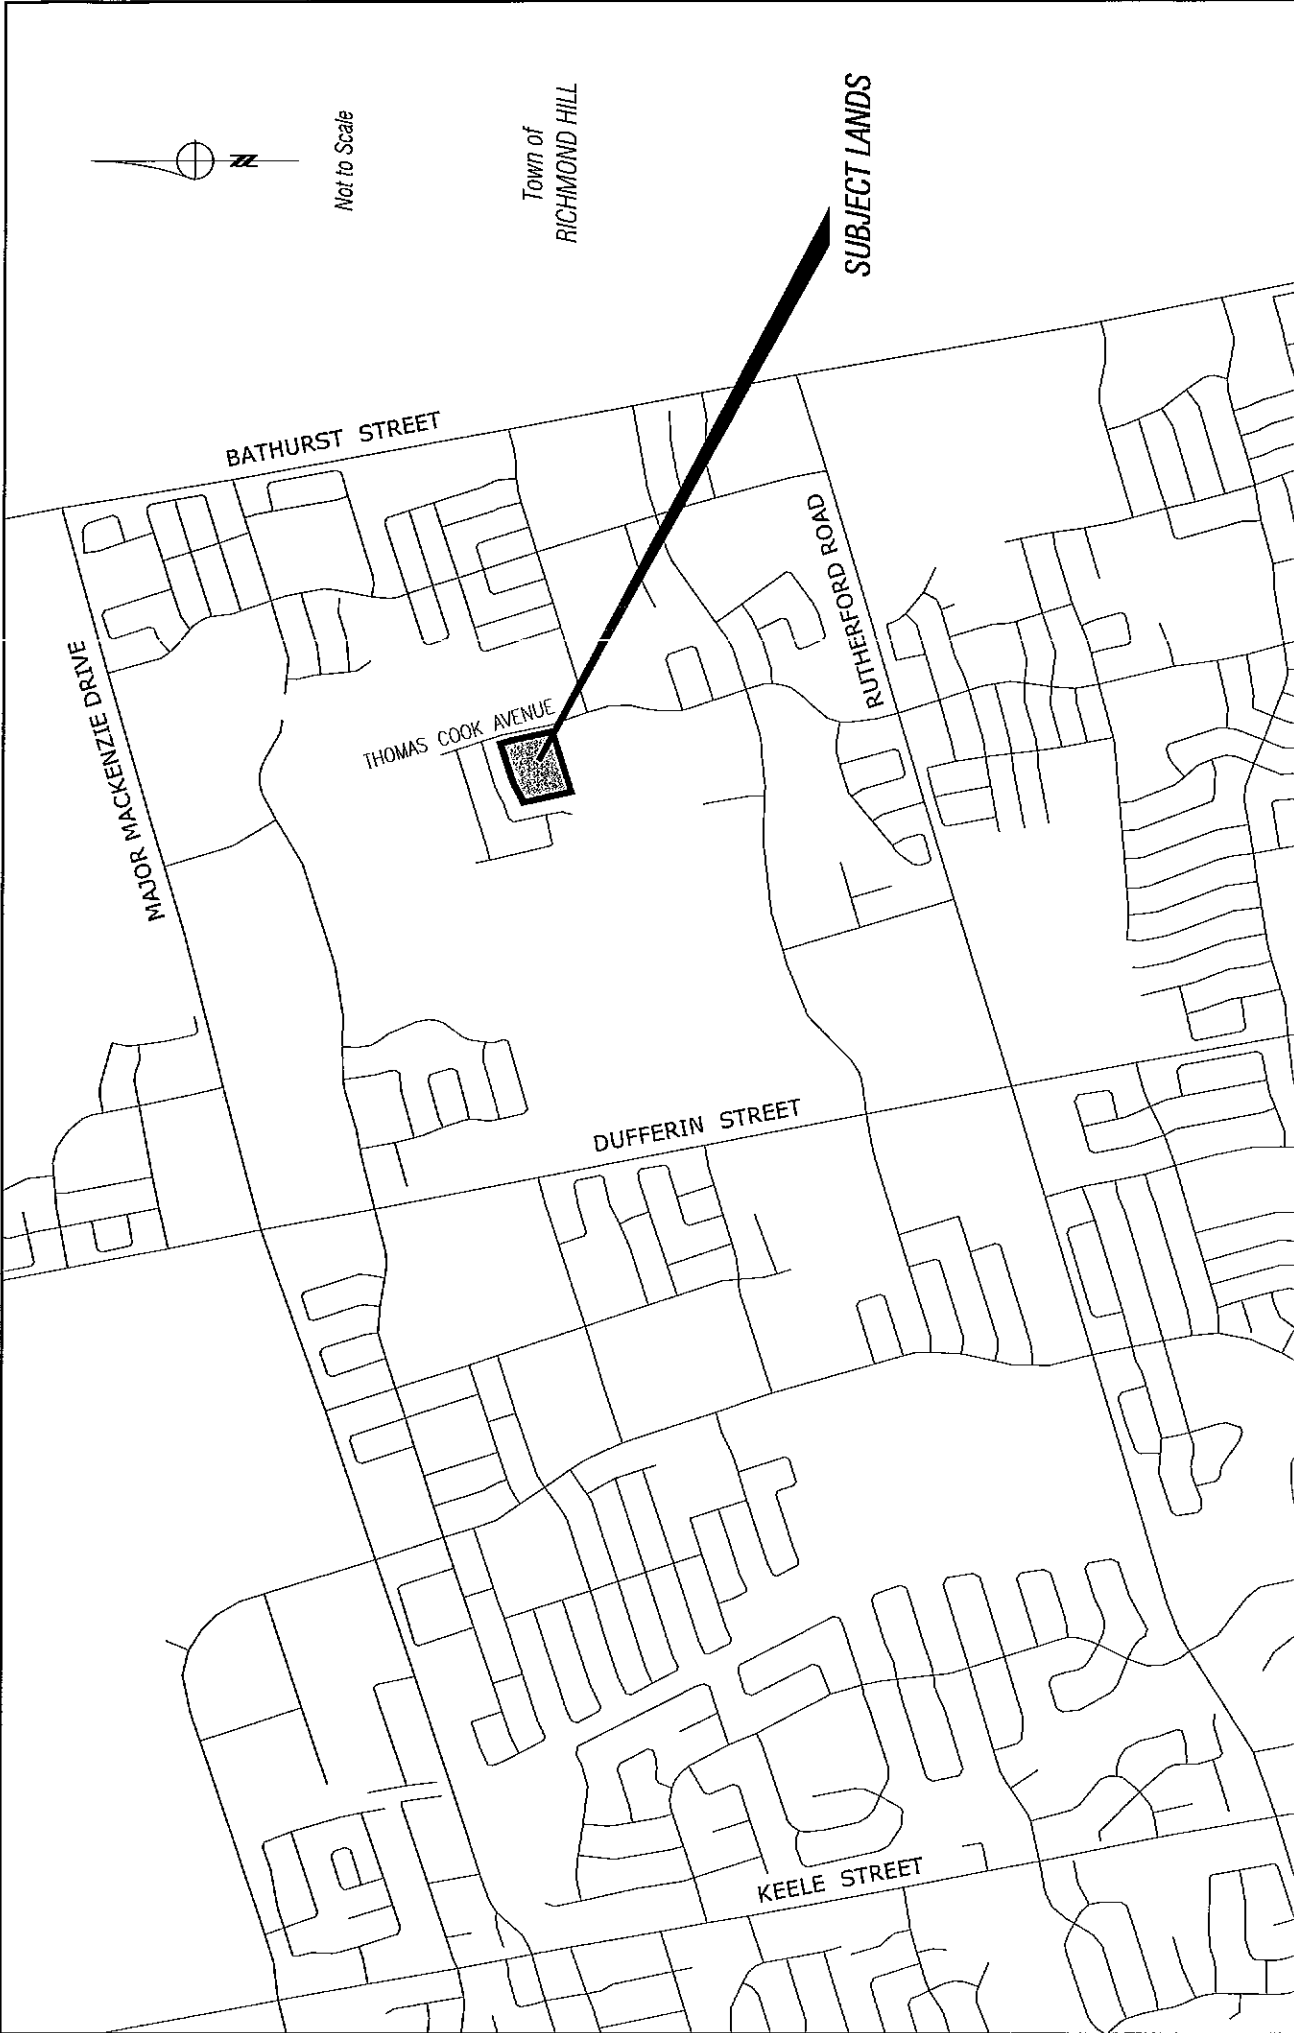 N
Not to Scale
Town of
RICHMOND HILL
SUBJECT LANDS
BATHURST STREET
MAJOR MACKENZIE DRIVE
THOMAS COOK AVENUE
RUTHERFORD ROAD
DUFFERIN STREET
KEELE STREET